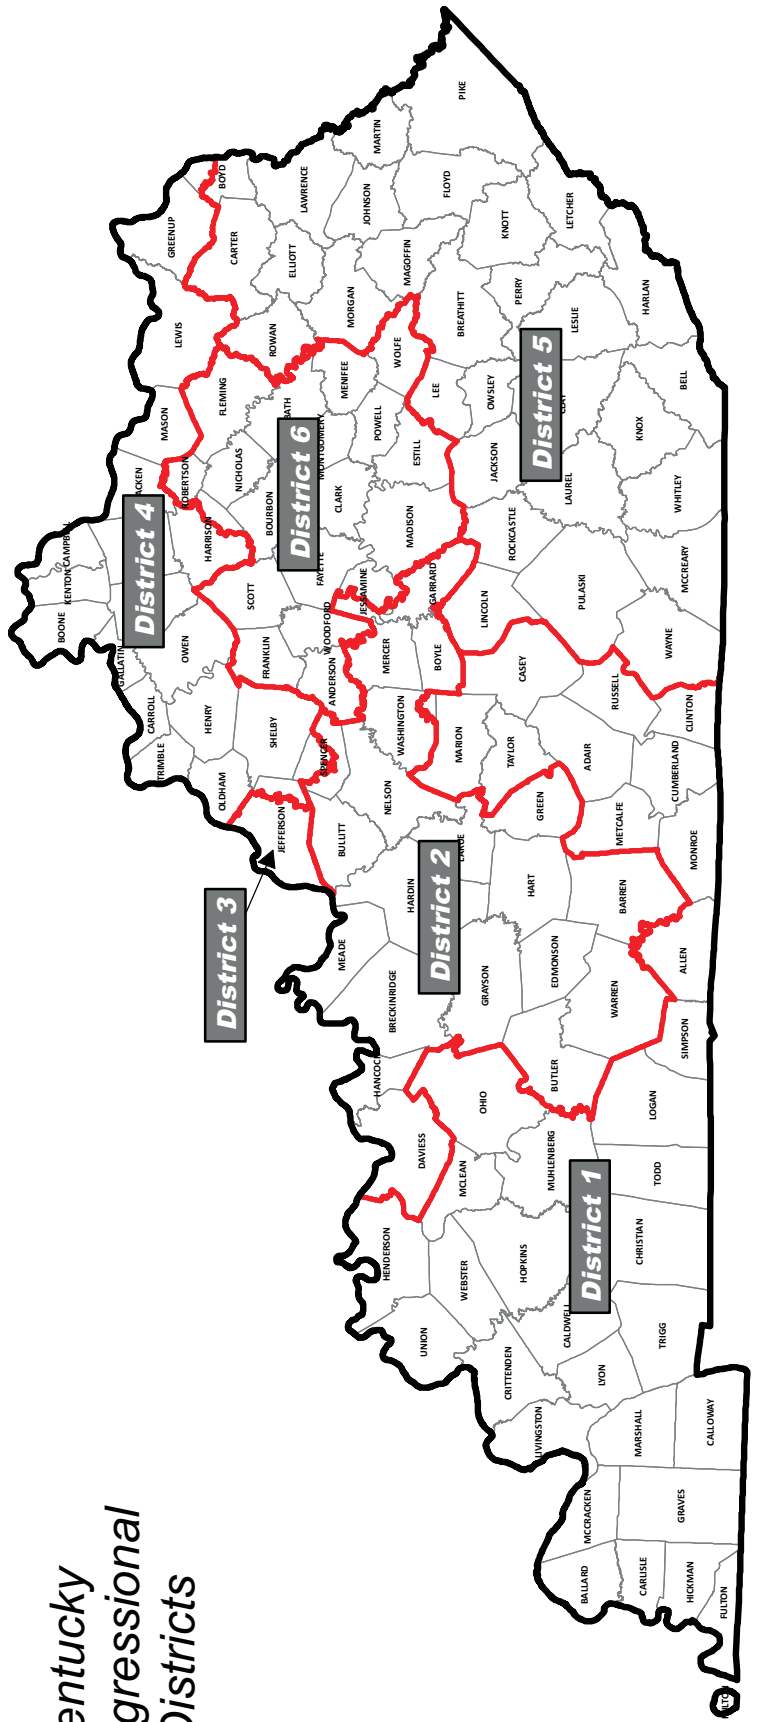 entucky
gressional
Districts
District 1
District 2
District 3
District 4
District 5
District 6
FULTON
HICKMAN
CARLISLE
BALLARD
MCCRACKEN
GRAVES
CALLOWAY
MARSHALL
IVINGSTON
LYON
CRITTENDEN
CALDWELL
TRIGG
UNION
WEBSTER
HENDERSON
HOPKINS
CHRISTIAN
TODD
MUHLENBERG
MCLEAN
DAVIESS
OHIO
LOGAN
BUTLER
HANCOC
SIMPSON
WARREN
ALLEN
EDMONSON
GRAYSON
BRECKINRIDGE
MEADE
HARDIN
HART
BARREN
MONROE
METCALFE
GREEN
LARUE
BULLITT
NELSON
JEFFERSON
OLDHAM
TRIMBLE
CARROLL
HENRY
SHELBY
SPENCER
WASHINGTON
MARION
TAYLOR
ADAIR
CUMBERLAND
CLINTON
RUSSELL
CASEY
BOYLE
MERCER
ANDERSON
FRANKLIN
WOODFORD
OWEN
GALLATIN
BOONE
KENTON
CAMPBELL
ACKEN
ROBERTSON
HARRISON
SCOTT
BOURBON
FAYETTE
JESSAMINE
GARRARD
LINCOLN
PULASKI
WAYNE
MCCREARY
ROCKCASTLE
MADISON
CLARK
MONTGOMERY
NICHOLAS
MASON
FLEMING
BATH
MENIFEE
POWELL
ESTILL
JACKSON
LAUREL
WHITLEY
KNOX
BELL
CLAY
OWSLEY
LEE
WOLFE
LEWIS
ROWAN
MORGAN
BREATHITT
PERRY
LESLIE
HARLAN
LETCHER
KNOTT
MAGOFFIN
ELLIOTT
CARTER
GREENUP
BOYD
LAWRENCE
JOHNSON
FLOYD
MARTIN
PIKE